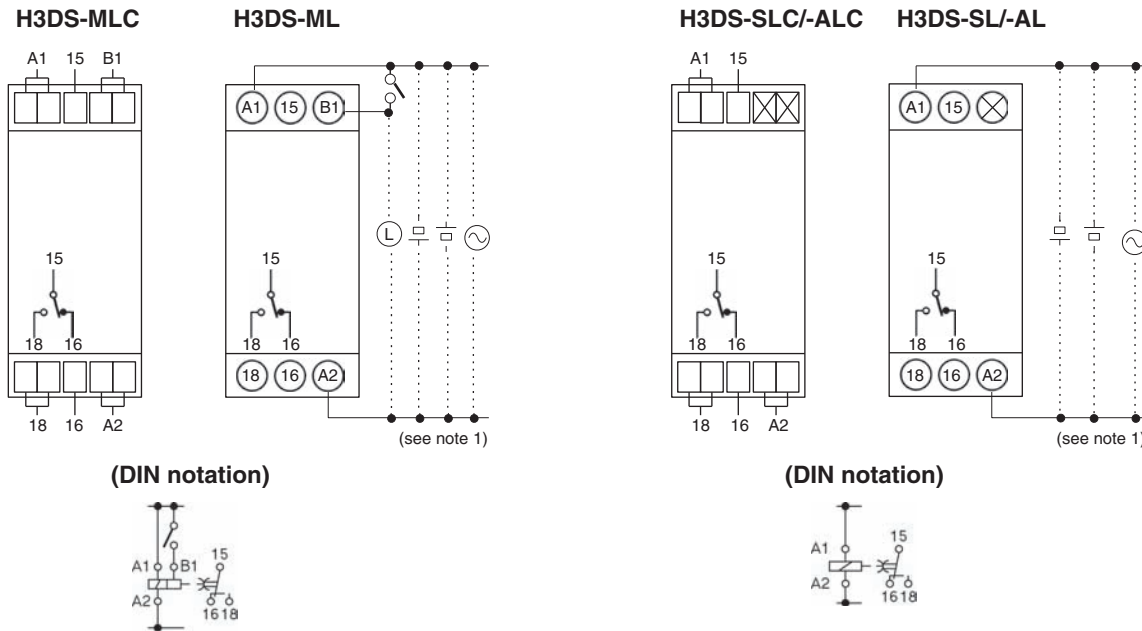 H3DS-MLC H3DS-ML H3DS-SLC/-ALC H3DS-SL/-AL
A1 15 B1 A1 15
A1 15 B1 A1 15
L
15 15 15 15
18 16 18 16 18 16 18 16
18 16 A2 18 16 A2
18 16 A2 18 16 A2
(see note 1) (see note 1)
(DIN notation) (DIN notation)
15 15
A1 B1 A1
A2 A2
16 18 16 18